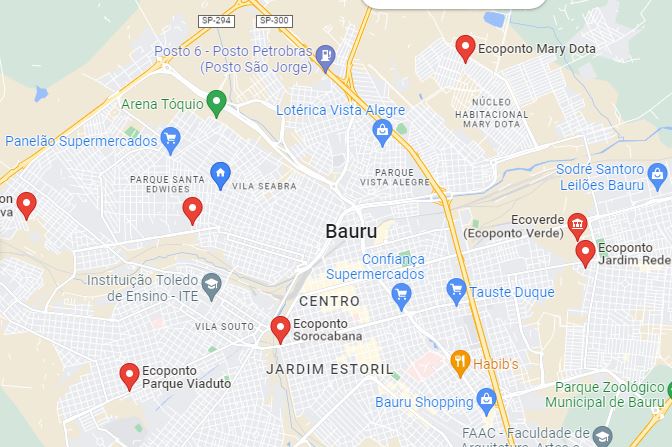 SP-294
SP-300
Posto 6 - Posto Petrobras
(Posto São Jorge)
Ecoponto Mary Dota
Arena Tóquio
Lotérica Vista Alegre
NÚCLEO
HABITACIONAL
MARY DOTA
Panelão Supermercados
PARQUE SANTA
EDWIGES
VILA SEABRA
PARQUE
VISTA ALEGRE
Sodré Santoro
Leilões Bauru
on
va
Bauru
Ecoverde
(Ecoponto Verde)
Ecoponto
Jardim Rede
Confiança
Supermercados
Instituição Toledo
de Ensino - ITE
CENTRO
Tauste Duque
VILA SOUTO
Ecoponto
Sorocabana
Ecoponto
Parque Viaduto
JARDIM ESTORIL
Habib's
Bauru Shopping
Parque Zoológico
Municipal de Bauru
FAAC - Faculdade de
Arquitetura, Artes e